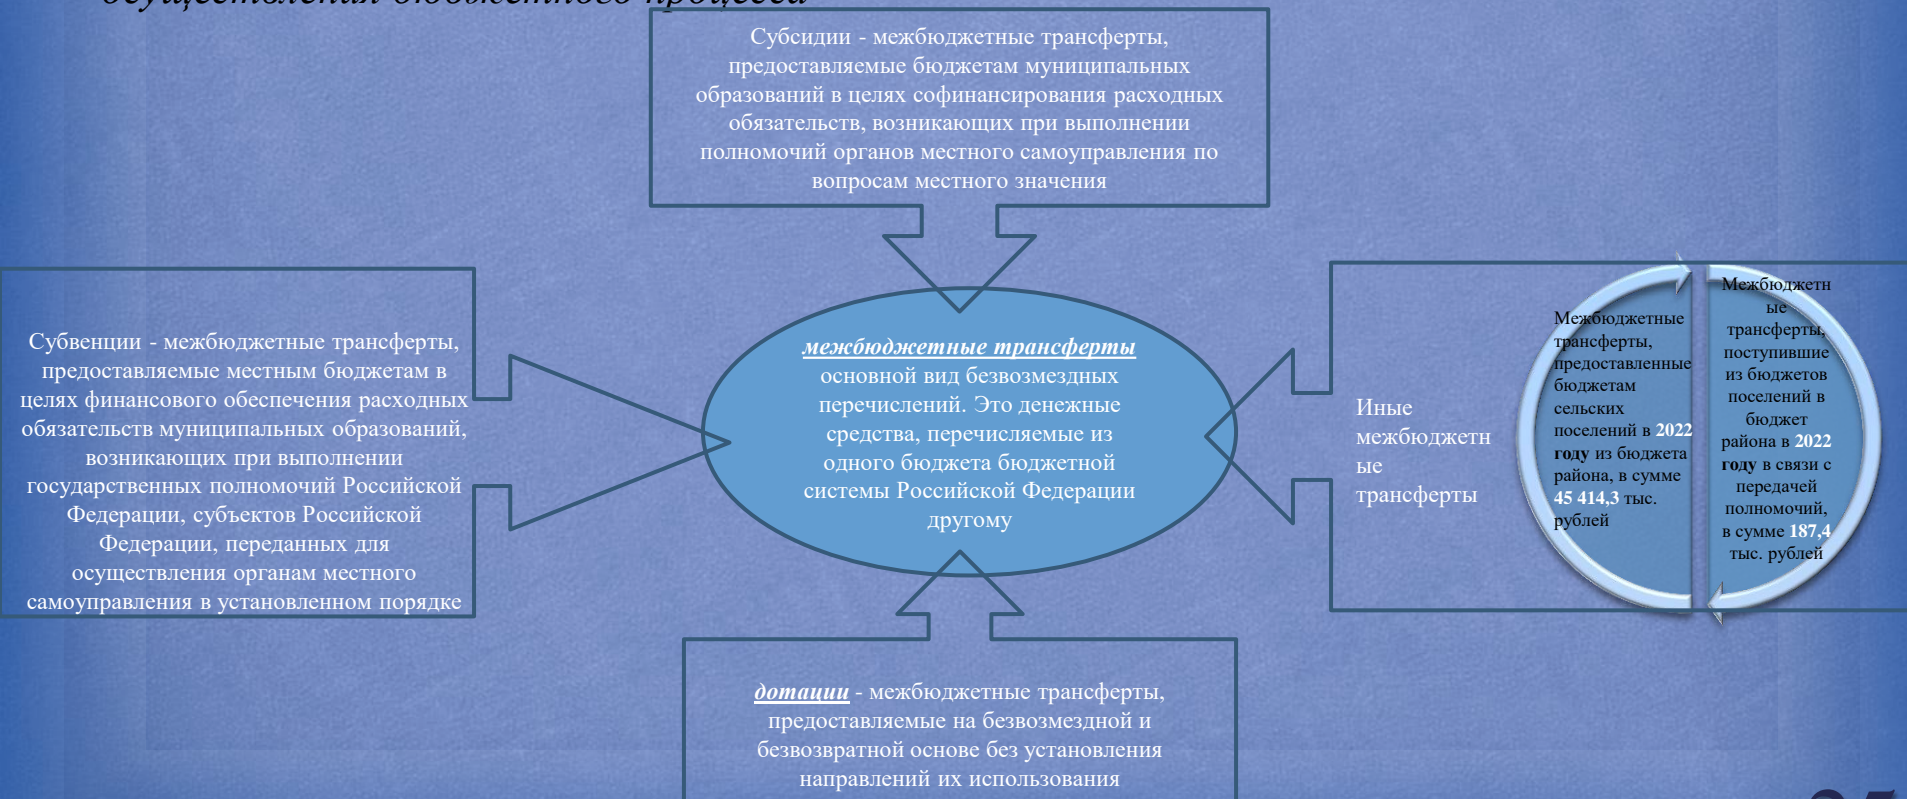 осуществления бюджетного процесса
Субсидии - межбюджетные трансферты,
предоставляемые бюджетам муниципальных
образований в целях софинансирования расходных
обязательств, возникающих при выполнении
полномочий органов местного самоуправления по
вопросам местного значения
Субвенции - межбюджетные трансферты,
предоставляемые местным бюджетам в
целях финансового обеспечения расходных
обязательств муниципальных образований,
возникающих при выполнении
государственных полномочий Российской
Федерации, субъектов Российской
Федерации, переданных для
осуществления органам местного
самоуправления в установленном порядке
межбюджетные трансферты
основной вид безвозмездных
перечислений. Это денежные
средства, перечисляемые из
одного бюджета бюджетной
системы Российской Федерации
другому
Иные
межбюджетн
ые
трансферты
Межбюджетные
трансферты,
предоставленные
бюджетам
сельских
поселений в 2022
году из бюджета
района, в сумме
45 414,3 тыс.
рублей
Межбюджетн
ые
трансферты,
поступившие
из бюджетов
поселений в
бюджет
района в 2022
году в связи с
передачей
полномочий,
в сумме 187,4
тыс. рублей
дотации - межбюджетные трансферты,
предоставляемые на безвозмездной и
безвозвратной основе без установления
направлений их использования